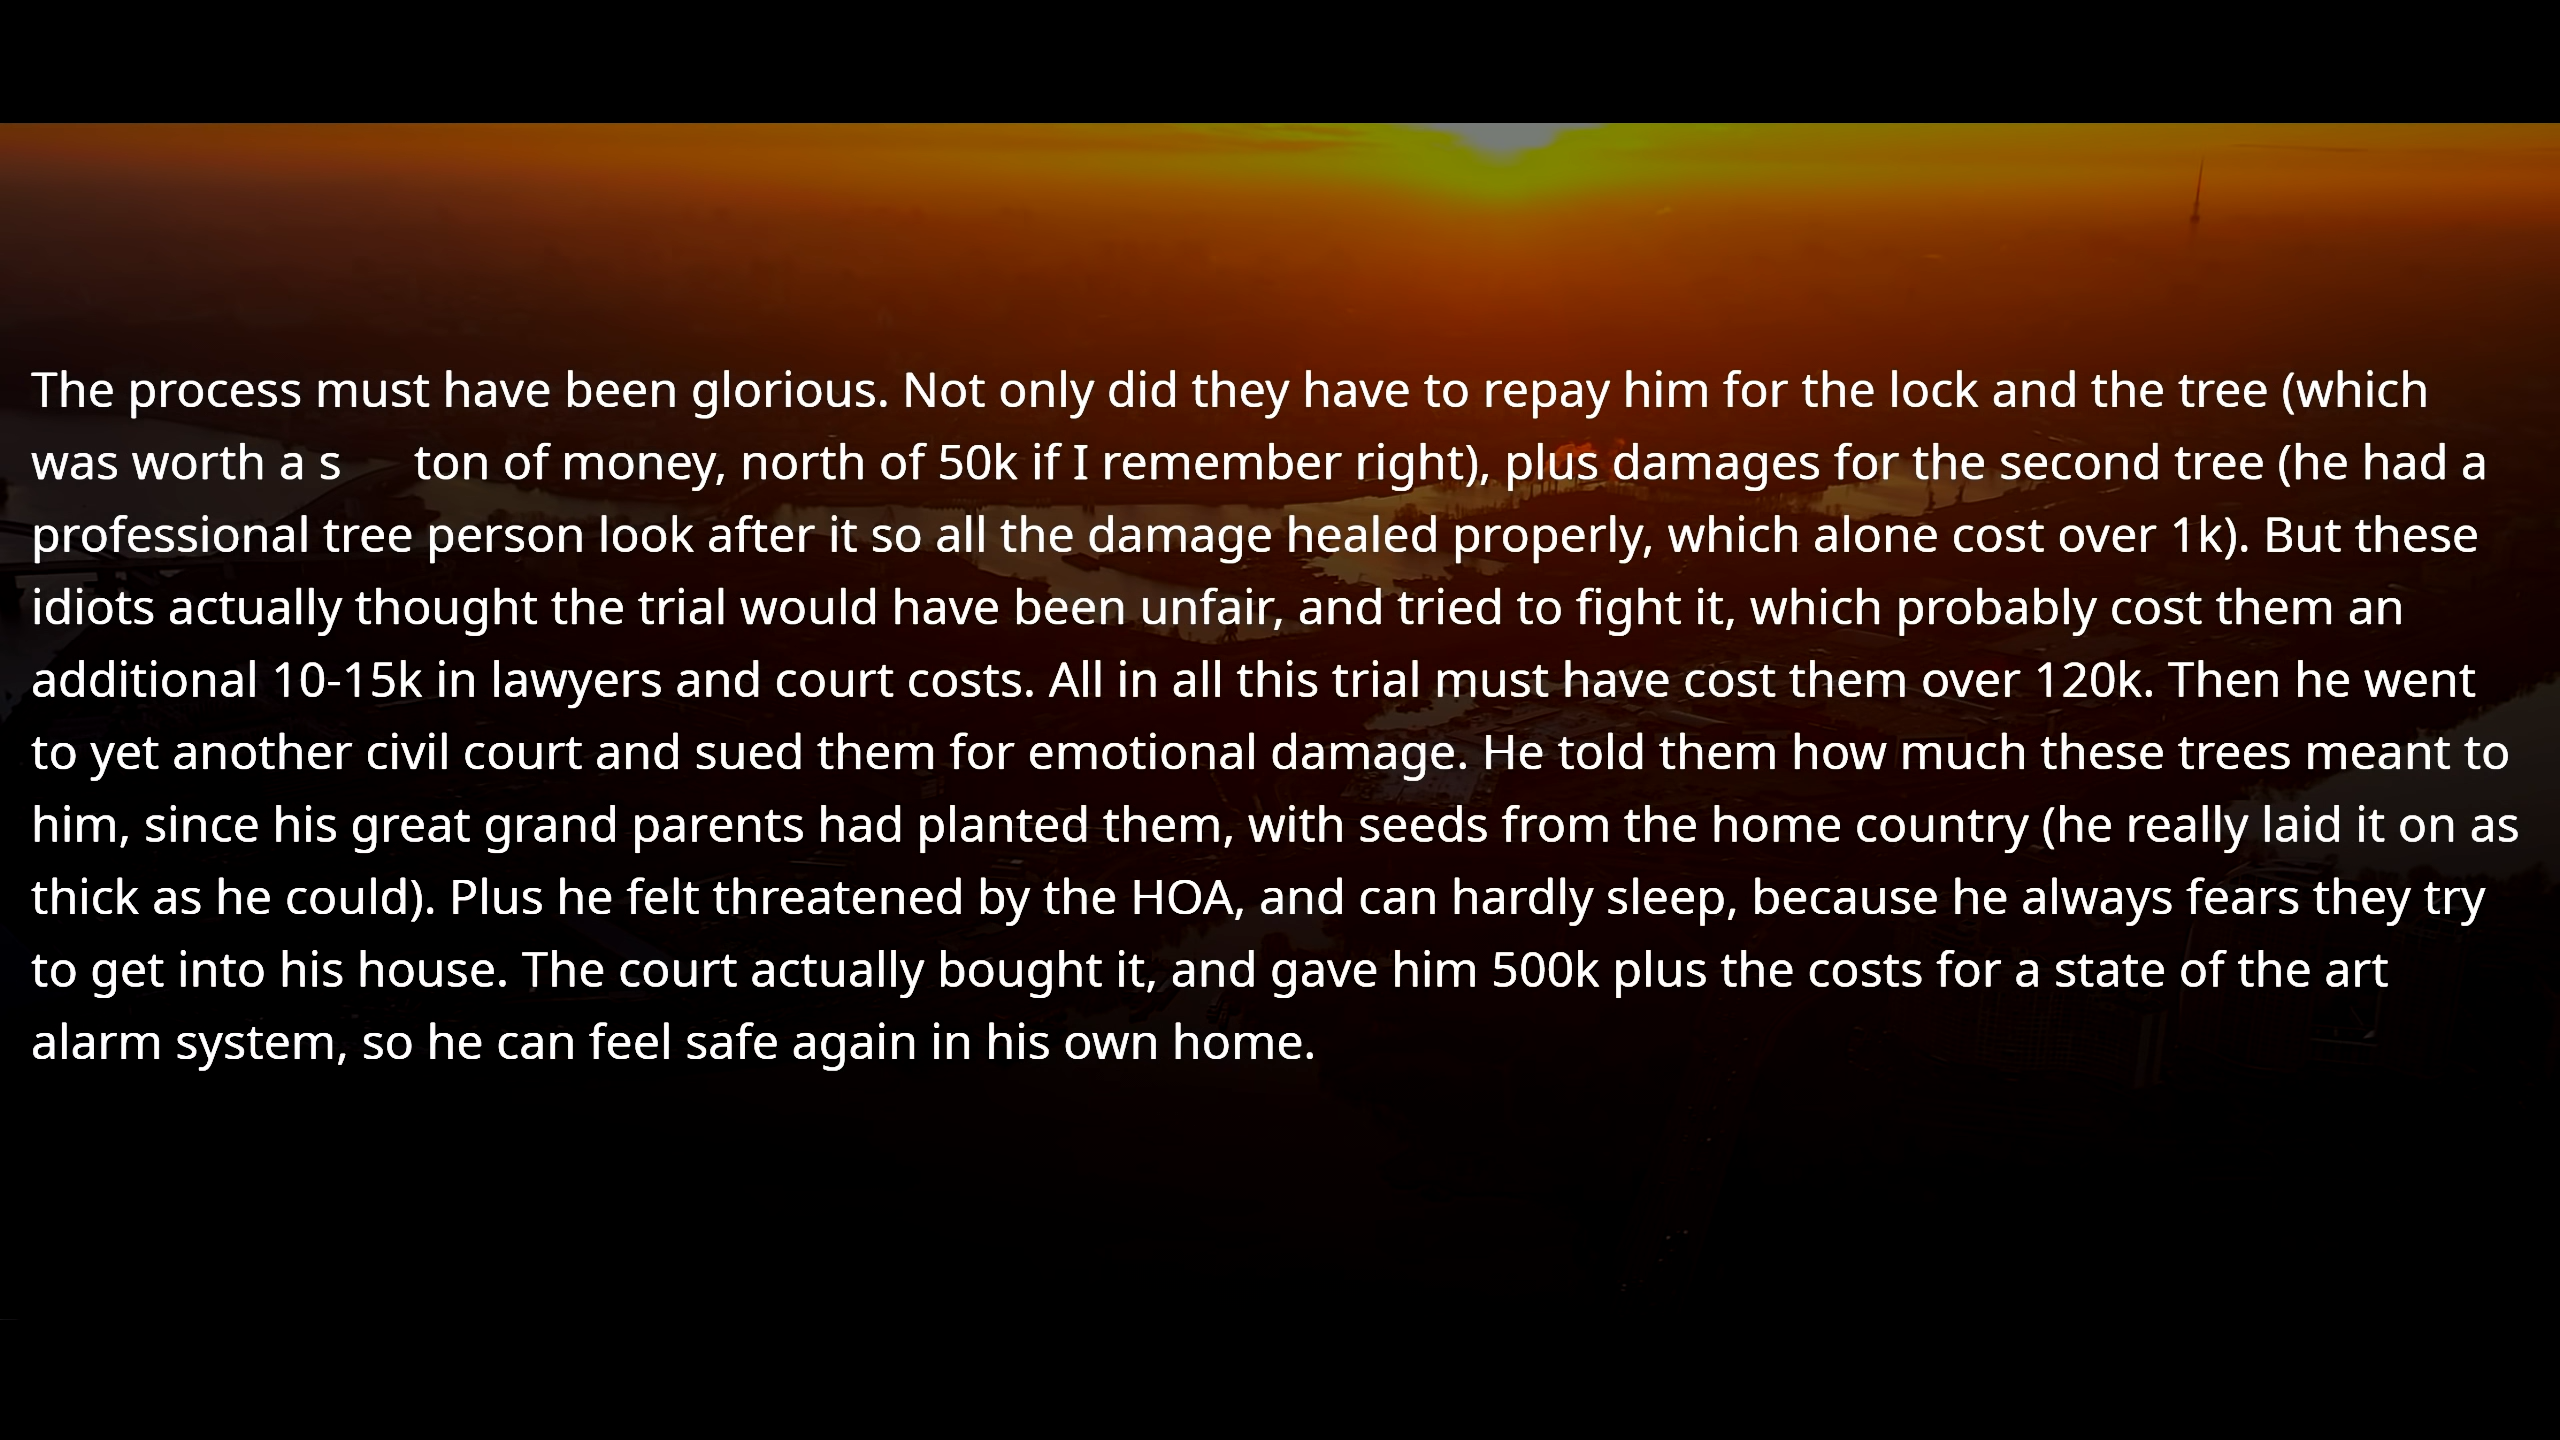 The process must have been glorious. Not only did they have to repay him for the lock and the tree (which
was worth a s ton of money, north of 50k if I remember right), plus damages for the second tree (he had a
professional tree person look after it so all the damage healed properly, which alone cost over 1k). But these
idiots actually thought the trial would have been unfair, and tried to fight it, which probably cost them an
additional 10-15k in lawyers and court costs. All in all this trial must have cost them over 120k. Then he went
to yet another civil court and sued them for emotional damage. He told them how much these trees meant to
him, since his great grand parents had planted them, with seeds from the home country (he really laid it on as
thick as he could). Plus he felt threatened by the HOA, and can hardly sleep, because he always fears they try
to get into his house. The court actually bought it, and gave him 500k plus the costs for a state of the art
alarm system, so he can feel safe again in his own home.